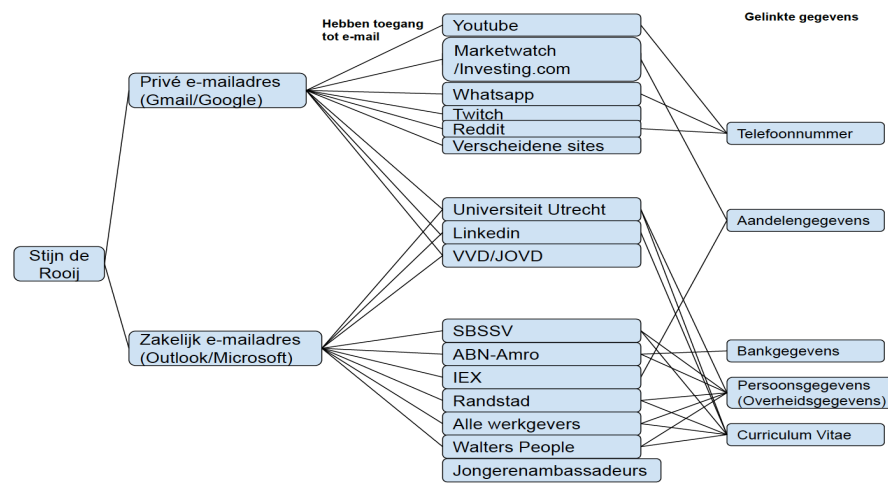 Hebben toegang
tot e-mail
Gelinkte gegevens
Stijn de
Rooij
Privé e-mailadres
(Gmail/Google)
Zakelijk e-mailadres
(Outlook/Microsoft)
Youtube
Marketwatch
/Investing.com
Whatsapp
Twitch
Reddit
Verscheidene sites
Universiteit Utrecht
Linkedin
VVD/JOVD
SBSSV
ABN-Amro
IEX
Randstad
Alle werkgevers
Walters People
Jongerenambassadeurs
Telefoonnummer
Aandelengegevens
Bankgegevens
Persoonsgegevens
(Overheidsgegevens)
Curriculum Vitae